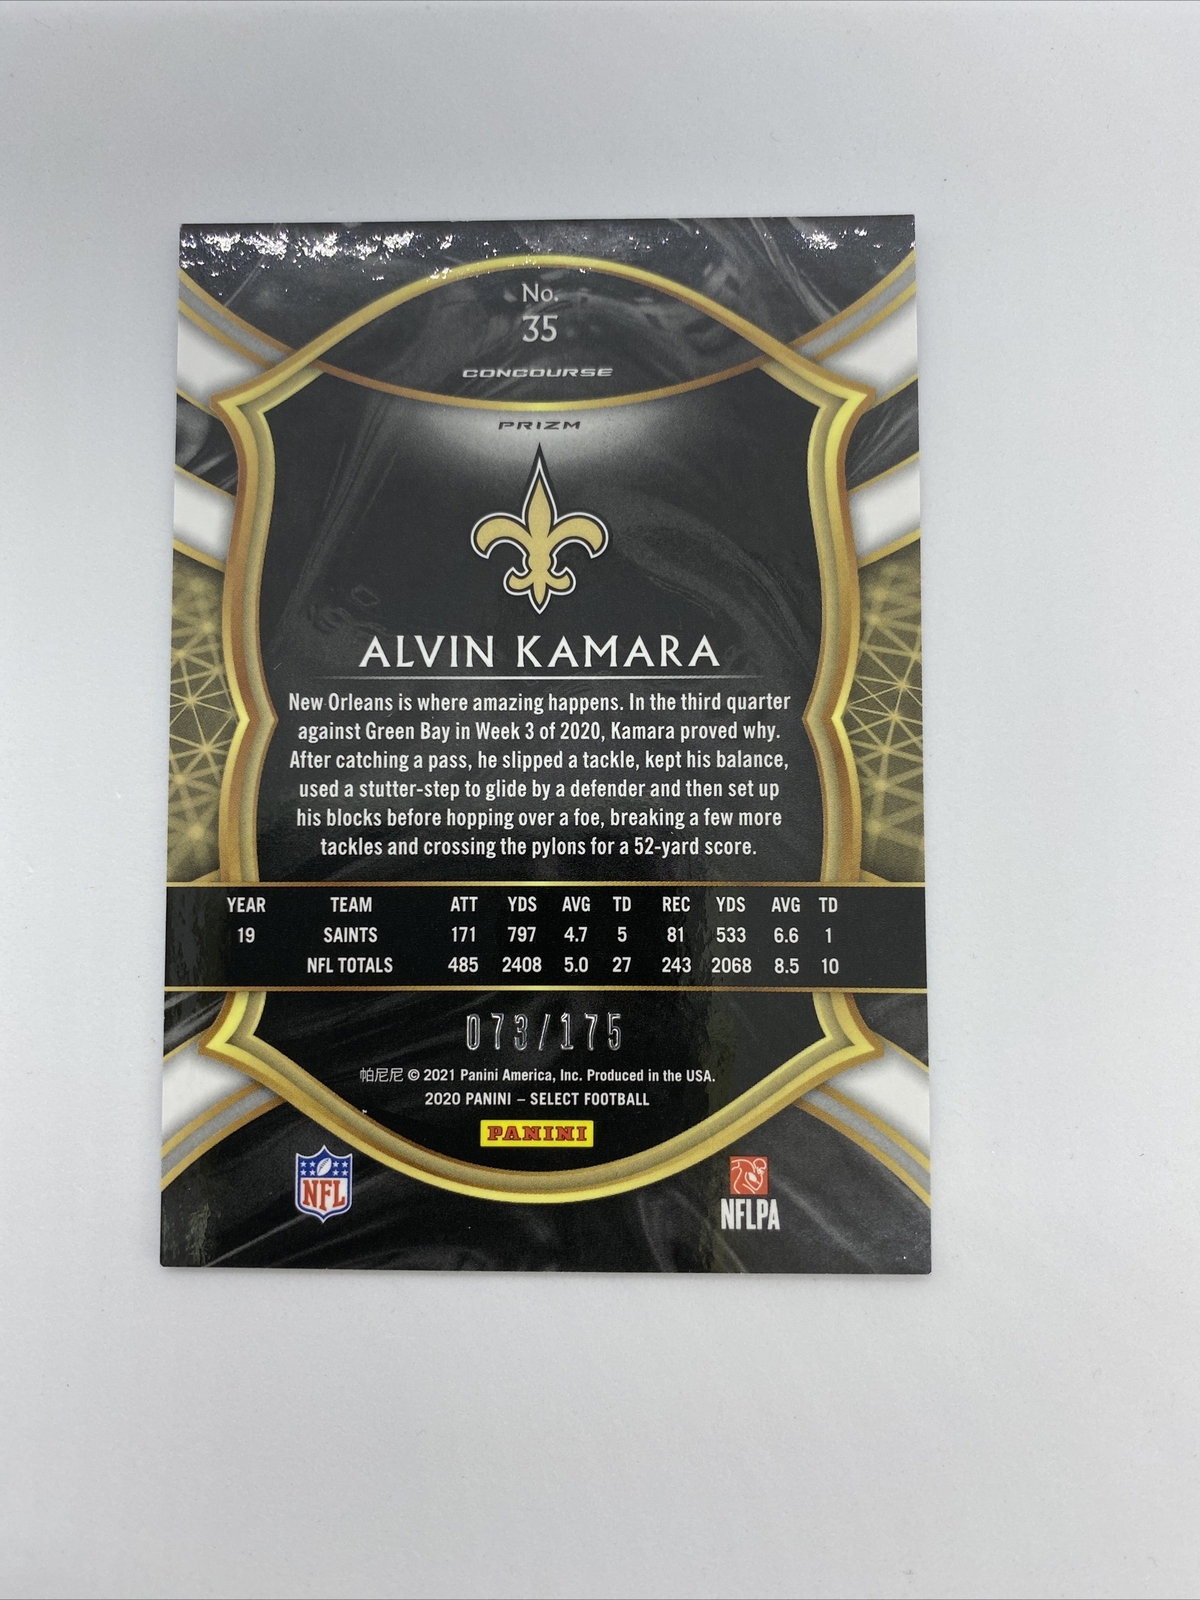 No.
35
CONCOURSE
PRIZM
ALVIN KAMARA
New Orleans is where amazing happens. In the third quarter
against Green Bay in Week 3 of 2020, Kamara proved why.
After catching a pass, he slipped a tackle, kept his balance,
used a stutter-step to glide by a defender and then set up
his blocks before hopping over a foe, breaking a few more
tackles and crossing the pylons for a 52-yard score.
YEAR TEAM ATT YDS AVG TD REC YDS AVG TD
19 SAINTS 171 797 4.7 5 81 533 6.6 1
NFL TOTALS 485 2408 5.0 27 243 2068 8.5 10
073/175
帕尼尼 © 2021 Panini America, Inc. Produced in the USA.
2020 PANINI – SELECT FOOTBALL
PANINI
NFL
NFLPA